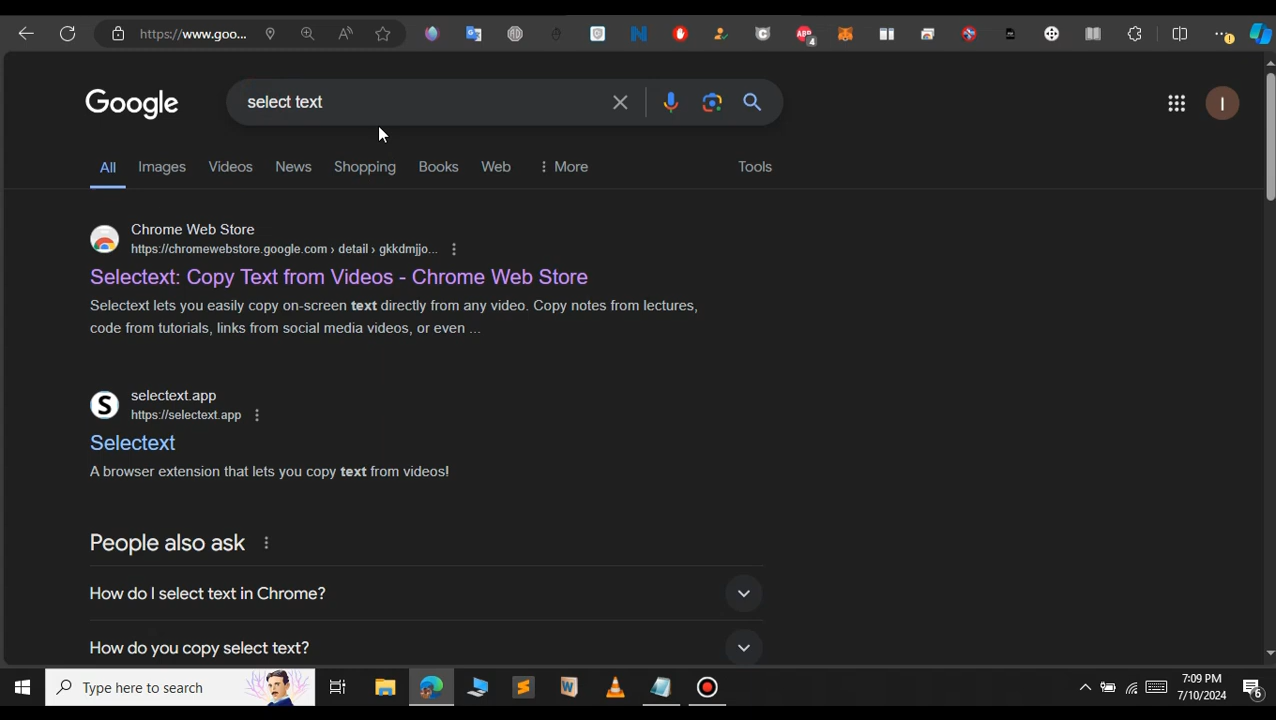 https://www.goo...
4
Google
select text
I
All
Images
Videos
News
Shopping
Books
Web
More
Tools
Chrome Web Store
https://chromewebstore.google.com › detail › gkkdmjjo...
Selectext: Copy Text from Videos - Chrome Web Store
Selectext lets you easily copy on-screen text directly from any video. Copy notes from lectures,
code from tutorials, links from social media videos, or even ...
S
selectext.app
https://selectext.app
Selectext
A browser extension that lets you copy text from videos!
People also ask
How do I select text in Chrome?
How do you copy select text?
Type here to search
7:09 PM
7/10/2024
6